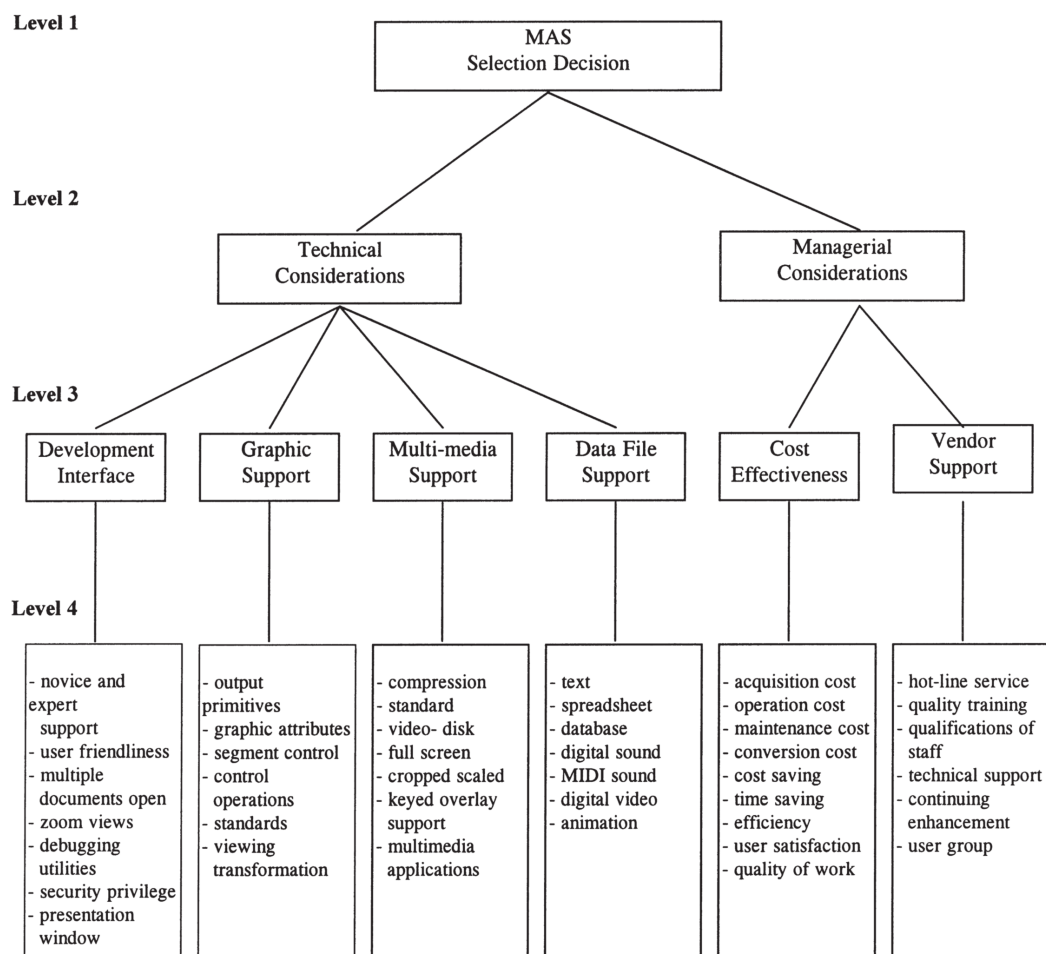 Level 1
MAS
Selection Decision
Level 2
Technical
Considerations
Managerial
Considerations
Level 3
Development
Interface
Graphic
Support
Multi-media
Support
Data File
Support
Cost
Effectiveness
Vendor
Support
Level 4
- novice and
expert
support
- user friendliness
- multiple
documents open
- zoom views
- debugging
utilities
- security privilege
- presentation
window
- output
primitives
- graphic attributes
- segment control
- control
operations
- standards
- viewing
transformation
- compression
- standard
- video- disk
- full screen
- cropped scaled
- keyed overlay
support
- multimedia
applications
- text
- spreadsheet
- database
- digital sound
- MIDI sound
- digital video
- animation
- acquisition cost
- operation cost
- maintenance cost
- conversion cost
- cost saving
- time saving
- efficiency
- user satisfaction
- quality of work
- hot-line service
- quality training
- qualifications of
staff
- technical support
- continuing
enhancement
- user group